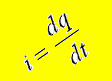 i = dq/dt